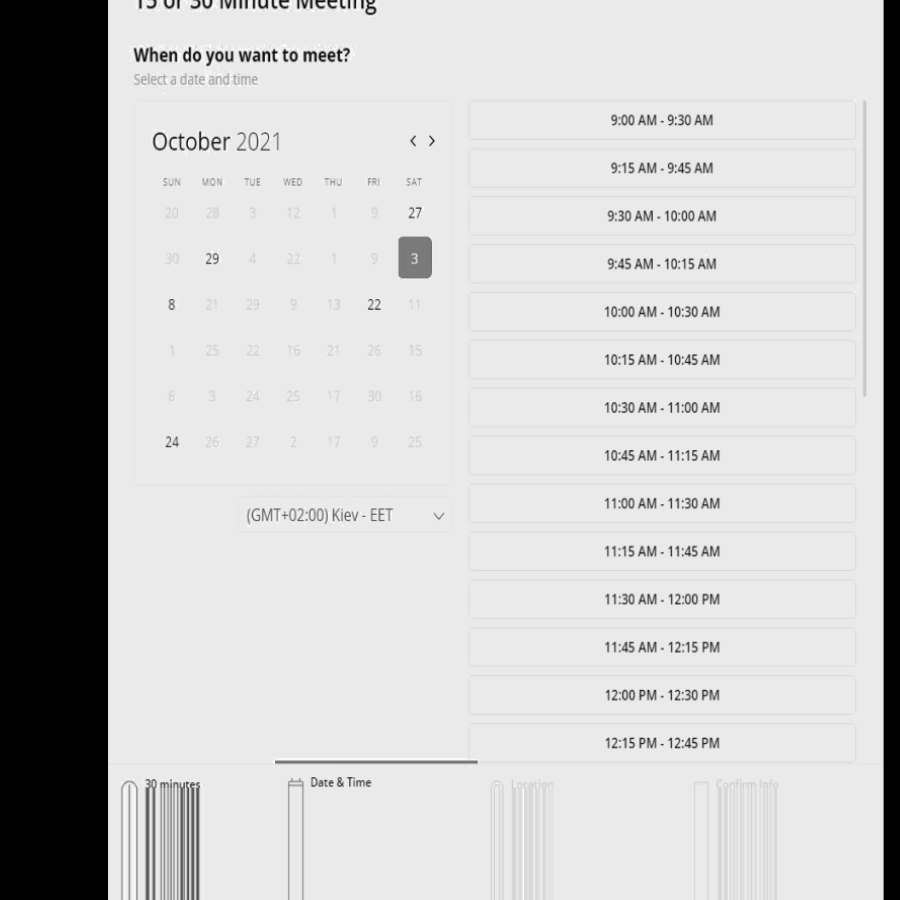 15 or 30 Minute Meeting
When do you want to meet?
Select a date and time
October 2021
SUN MON TUE WED THU FRI SAT
20 28 3 12 1 9 27
30 29 4 22 1 9 3
8 21 29 9 13 22 11
1 25 22 16 21 26 15
6 3 24 25 17 30 16
24 26 27 2 17 9 25
(GMT+02:00) Kiev - EET
9:00 AM - 9:30 AM
9:15 AM - 9:45 AM
9:30 AM - 10:00 AM
9:45 AM - 10:15 AM
10:00 AM - 10:30 AM
10:15 AM - 10:45 AM
10:30 AM - 11:00 AM
10:45 AM - 11:15 AM
11:00 AM - 11:30 AM
11:15 AM - 11:45 AM
11:30 AM - 12:00 PM
11:45 AM - 12:15 PM
12:00 PM - 12:30 PM
12:15 PM - 12:45 PM
30 minutes
Date & Time
Location
Confirm Info